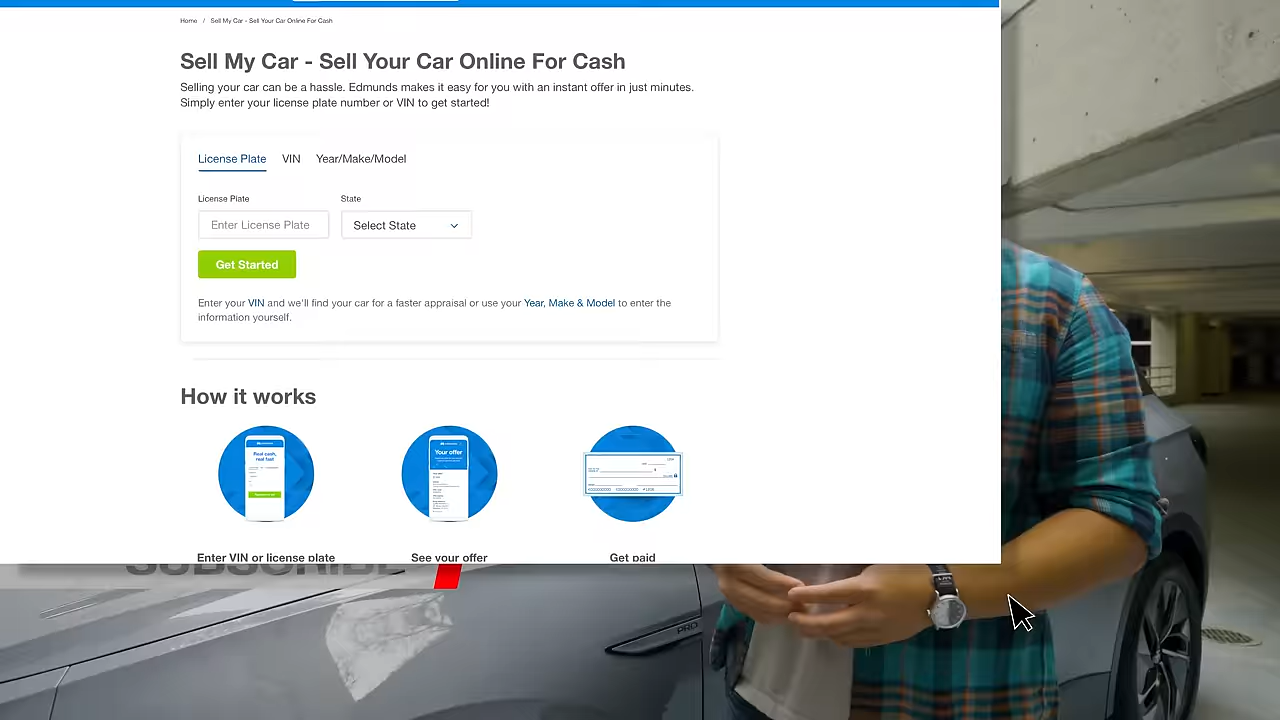 Home / Sell My Car - Sell Your Car Online For Cash
Sell My Car - Sell Your Car Online For Cash
Selling your car can be a hassle. Edmunds makes it easy for you with an instant offer in just minutes.
Simply enter your license plate number or VIN to get started!
License Plate VIN Year/Make/Model
License Plate State
Enter License Plate Select State
Get Started
Enter your VIN and we'll find your car for a faster appraisal or use your Year, Make & Model to enter the
information yourself.
How it works
Real cash,
real fast
Your offer
Enter VIN or license plate See your offer Get paid
SUBSCRIBE
PRO